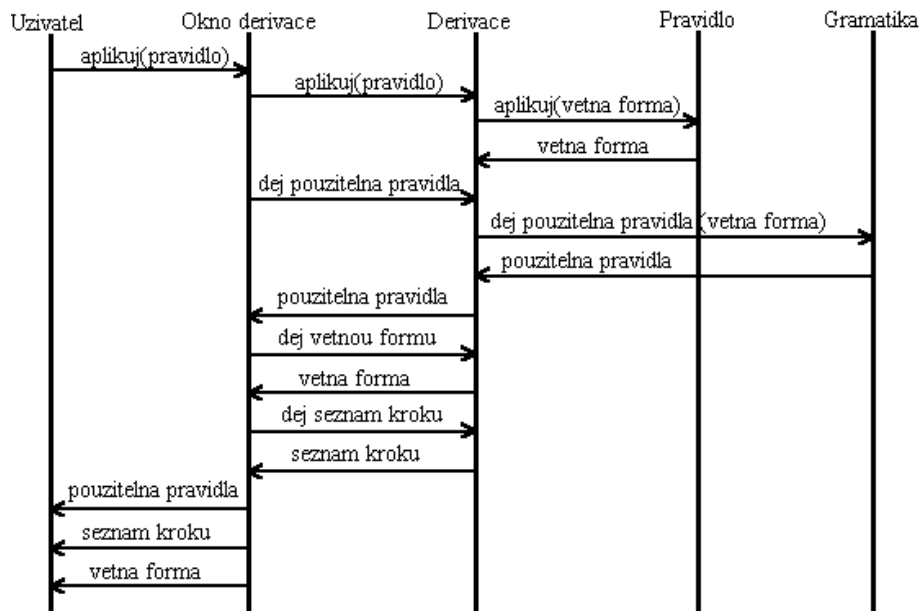 Uzivatel
Okno derivace
Derivace
Pravidlo
Gramatika
aplikuj(pravidlo)
aplikuj(pravidlo)
aplikuj(vetna forma)
vetna forma
dej pouzitelna pravidla
dej pouzitelna pravidla (vetna forma)
pouzitelna pravidla
pouzitelna pravidla
dej vetnou formu
vetna forma
dej seznam kroku
seznam kroku
pouzitelna pravidla
seznam kroku
vetna forma